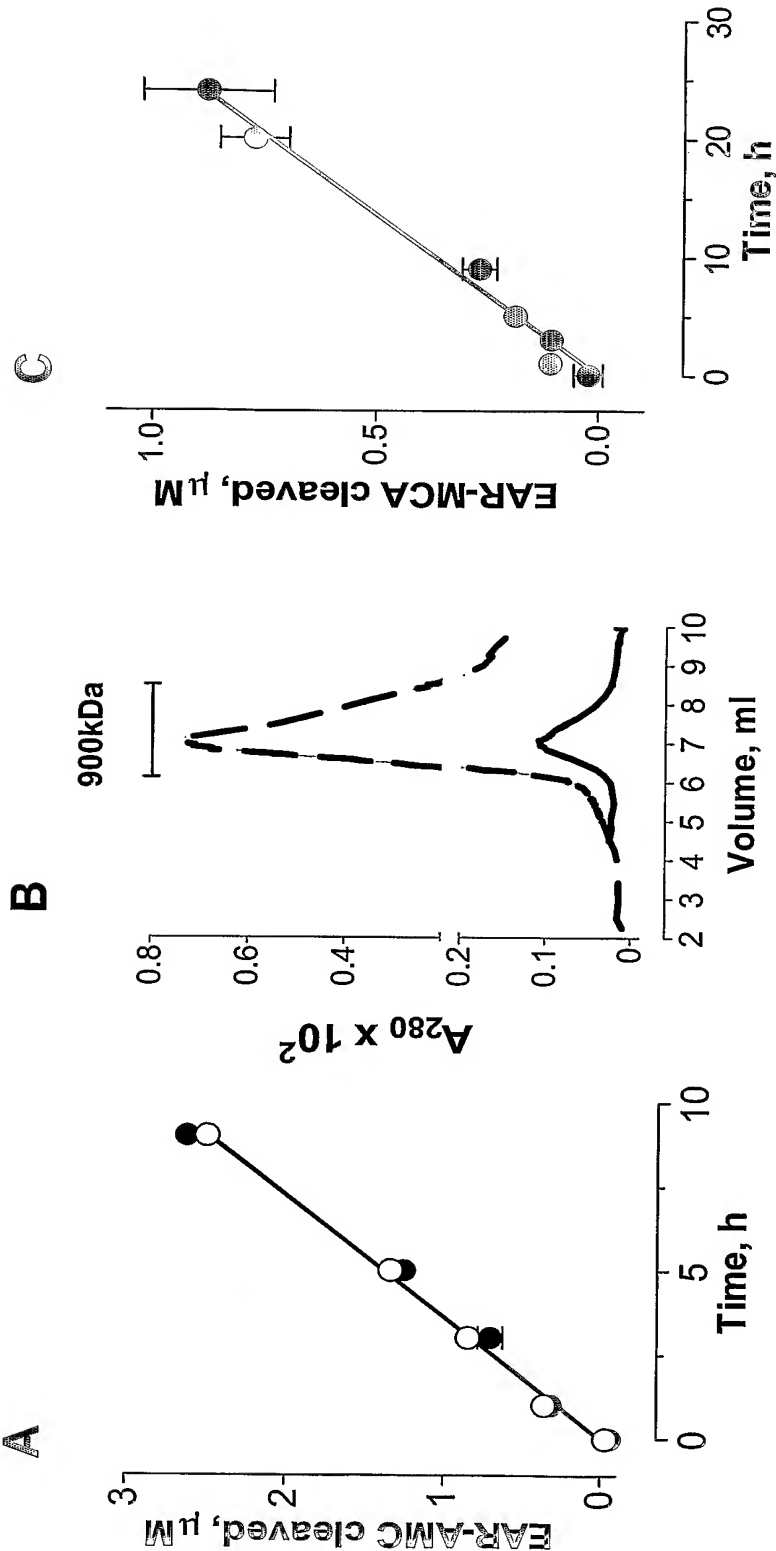 A
EAR-AMC cleaved, µM
3
2
1
0
0
5
10
Time, h
B
A280 x 10²
0.8
0.6
0.4
0.2
0.1
0
900kDa
2 3 4 5 6 7 8 9 10
Volume, ml
C
EAR-MCA cleaved, µM
1.0
0.5
0.0
0
10
20
30
Time, h